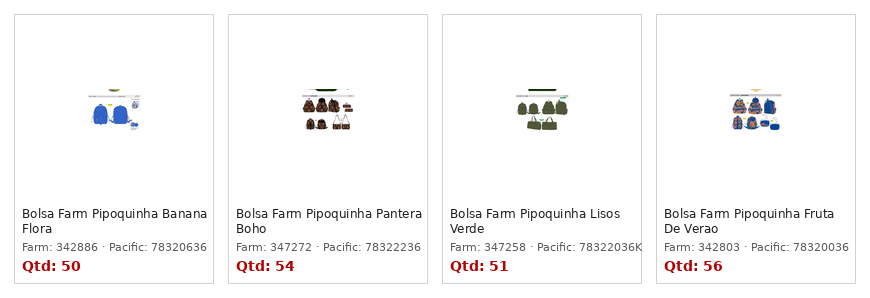 Bolsa Farm Pipoquinha Banana
Flora
Farm: 342886 · Pacific: 78320636
Qtd: 50
Bolsa Farm Pipoquinha Pantera
Boho
Farm: 347272 · Pacific: 78322236
Qtd: 54
Bolsa Farm Pipoquinha Lisos
Verde
Farm: 347258 · Pacific: 78322036K
Qtd: 51
Bolsa Farm Pipoquinha Fruta
De Verao
Farm: 342803 · Pacific: 78320036
Qtd: 56